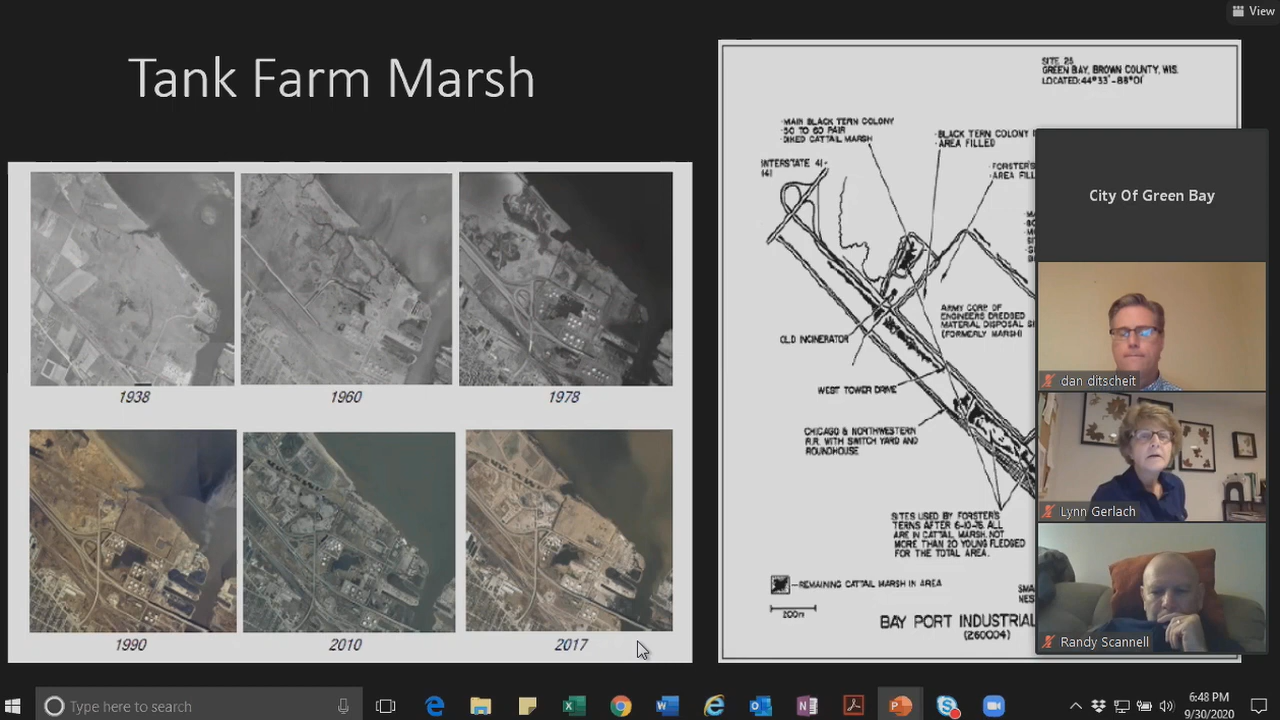 View
Tank Farm Marsh
1938
1960
1978
1990
2010
2017
SITE 25
GREEN BAY, BROWN COUNTY, WIS.
LOCATED: 44°33'-88°01'
·MAIN BLACK TERN COLONY
·50 TO 60 PAIR
·DIKED CATTAIL MARSH
·BLACK TERN COLONY
·AREA FILLED
·FORSTER'S
·AREA FILL
INTERSTATE 41-
141
ARMY CORP OF
ENGINEERS DREDGED
MATERIAL DISPOSAL
(FORMERLY MARSH)
OLD INCINERATOR
WEST TOWER DRIVE
CHICAGO & NORTHWESTERN
R.R. WITH SWITCH YARD AND
ROUNDHOUSE
SITES USED BY FORSTER'S
TERNS AFTER 6-10-76. ALL
ARE IN CATTAIL MARSH. NOT
MORE THAN 20 YOUNG FLEDGED
FOR THE TOTAL AREA.
-REMAINING CATTAIL MARSH IN AREA
200m
BAY PORT INDUSTRIAL
(260004)
City Of Green Bay
dan ditscheit
Lynn Gerlach
Randy Scannell
Type here to search
6:48 PM
9/30/2020